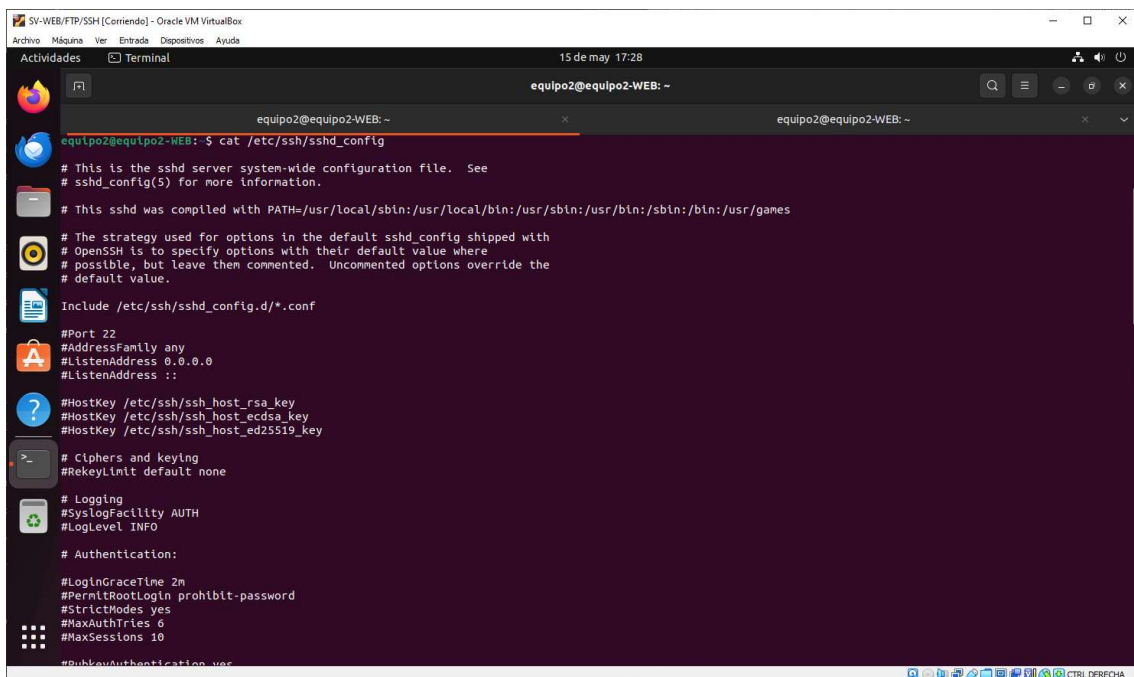 SV-WEB/FTP/SSH [Corriendo] - Oracle VM VirtualBox
Archivo Máquina Ver Entrada Dispositivos Ayuda
Actividades Terminal 15 de may 17:28
equipo2@equipo2-WEB: ~
equipo2@equipo2-WEB: ~ equipo2@equipo2-WEB: ~
equipo2@equipo2-WEB:~$ cat /etc/ssh/sshd_config
# This is the sshd server system-wide configuration file. See
# sshd_config(5) for more information.
# This sshd was compiled with PATH=/usr/local/sbin:/usr/local/bin:/usr/sbin:/usr/bin:/sbin:/bin:/usr/games
# The strategy used for options in the default sshd_config shipped with
# OpenSSH is to specify options with their default value where
# possible, but leave them commented. Uncommented options override the
# default value.
Include /etc/ssh/sshd_config.d/*.conf
#Port 22
#AddressFamily any
#ListenAddress 0.0.0.0
#ListenAddress ::
#HostKey /etc/ssh/ssh_host_rsa_key
#HostKey /etc/ssh/ssh_host_ecdsa_key
#HostKey /etc/ssh/ssh_host_ed25519_key
# Ciphers and keying
#RekeyLimit default none
# Logging
#SyslogFacility AUTH
#LogLevel INFO
# Authentication:
#LoginGraceTime 2m
#PermitRootLogin prohibit-password
#StrictModes yes
#MaxAuthTries 6
#MaxSessions 10
#PubkeyAuthentication yes
CTRL DERECHA